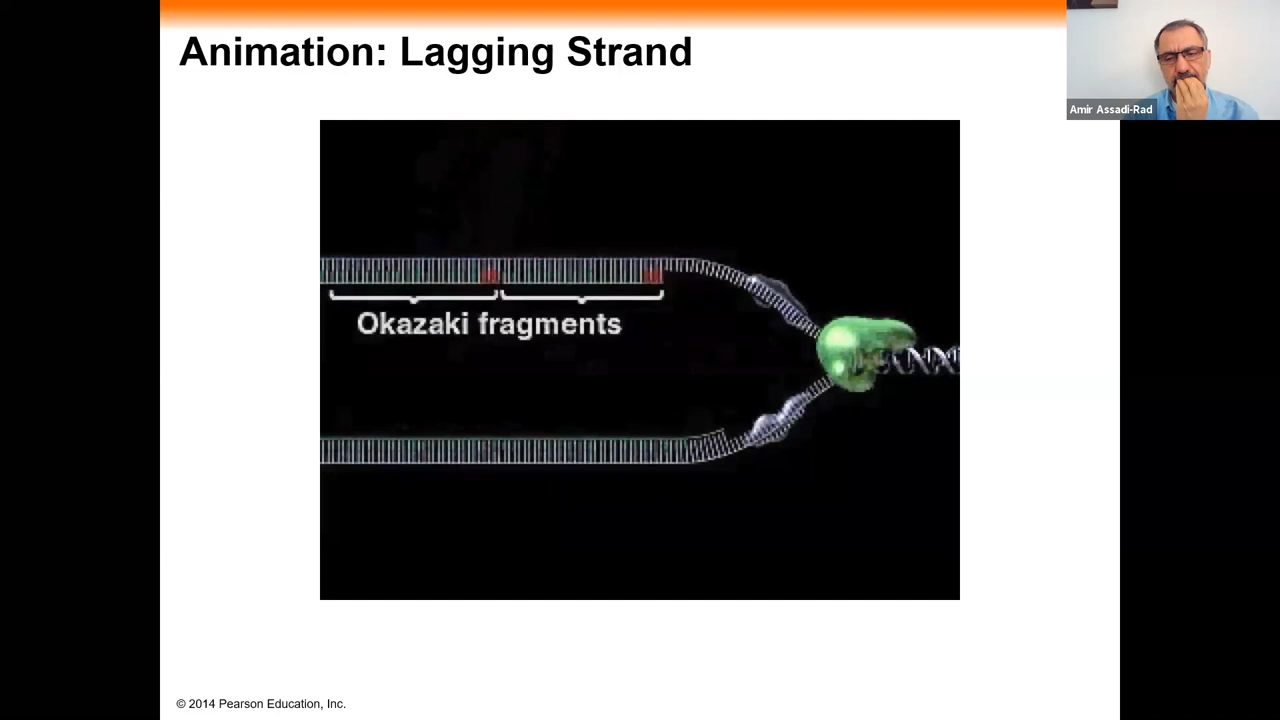 Animation: Lagging Strand
Amir Assadi-Rad
Okazaki fragments
© 2014 Pearson Education, Inc.